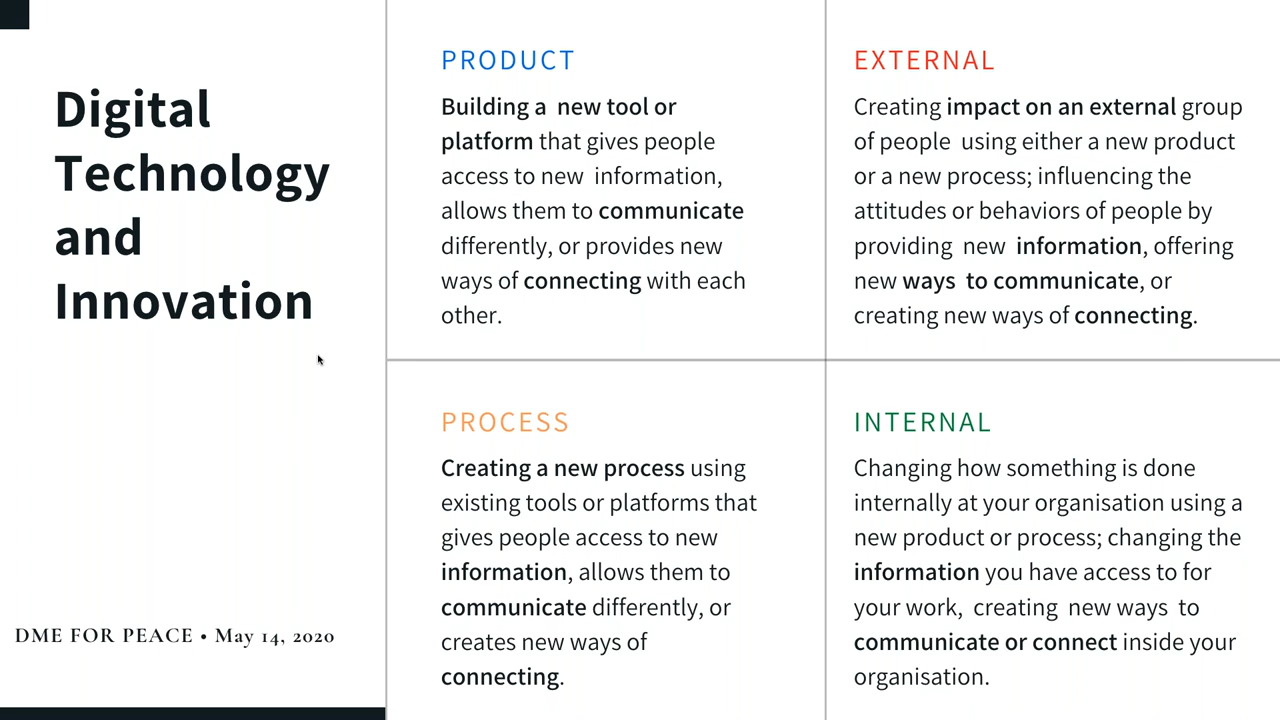 Digital
Technology
and
Innovation
DME FOR PEACE • May 14, 2020
PRODUCT
Building a new tool or
platform that gives people
access to new information,
allows them to communicate
differently, or provides new
ways of connecting with each
other.
EXTERNAL
Creating impact on an external group
of people using either a new product
or a new process; influencing the
attitudes or behaviors of people by
providing new information, offering
new ways to communicate, or
creating new ways of connecting.
PROCESS
Creating a new process using
existing tools or platforms that
gives people access to new
information, allows them to
communicate differently, or
creates new ways of
connecting.
INTERNAL
Changing how something is done
internally at your organisation using a
new product or process; changing the
information you have access to for
your work, creating new ways to
communicate or connect inside your
organisation.